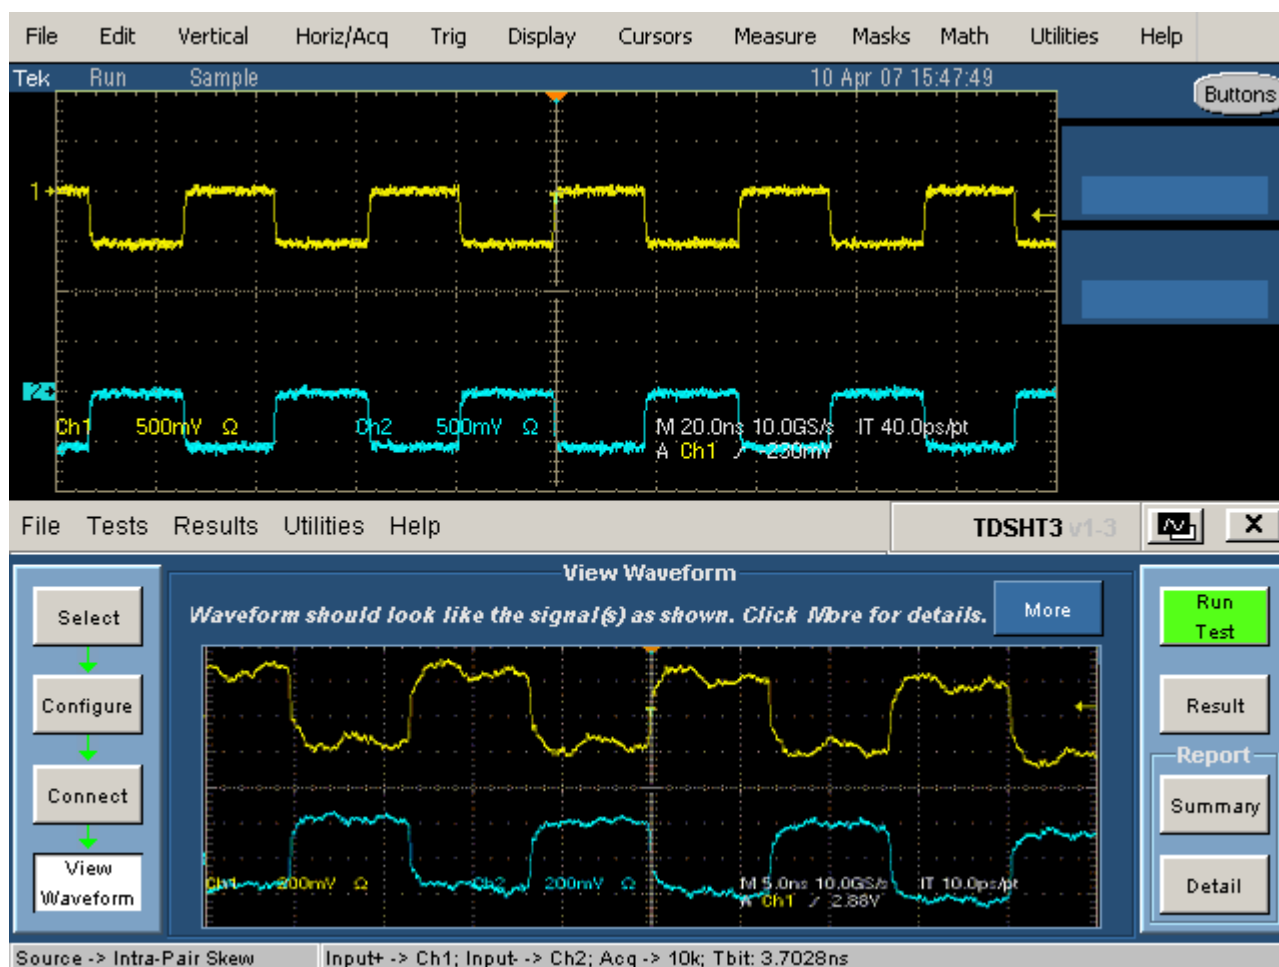 File Edit Vertical Horiz/Acq Trig Display Cursors Measure Masks Math Utilities Help
Tek Run Sample 10 Apr 07 15:47:49 Buttons
1
2
Ch1 500mV Ω Ch2 500mV Ω M 20.0ns 10.0GS/s IT 40.0ps/pt
A Ch1 / -230mV
File Tests Results Utilities Help TDSHT3 v1-3 X
View Waveform
Waveform should look like the signal(s) as shown. Click More for details. More
Select
Configure
Connect
View
Waveform
Ch1 200mV Ω Ch2 200mV Ω M 5.0ns 10.0GS/s IT 10.0ps/pt
A Ch1 / 2.88V
Run
Test
Result
Report
Summary
Detail
Source -> Intra-Pair Skew Input+ -> Ch1; Input- -> Ch2; Acq -> 10k; Tbit: 3.7028ns